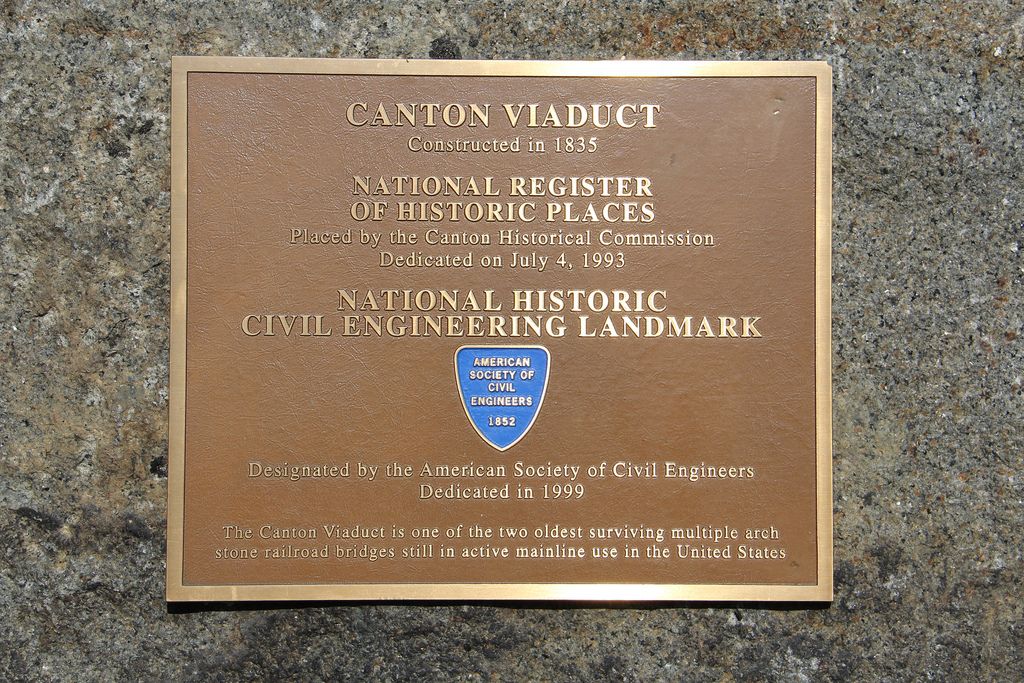 CANTON VIADUCT
Constructed in 1835
NATIONAL REGISTER
OF HISTORIC PLACES
Placed by the Canton Historical Commission
Dedicated on July 4, 1993
NATIONAL HISTORIC
CIVIL ENGINEERING LANDMARK
AMERICAN
SOCIETY OF
CIVIL
ENGINEERS
1852
Designated by the American Society of Civil Engineers
Dedicated in 1999
The Canton Viaduct is one of the two oldest surviving multiple arch
stone railroad bridges still in active mainline use in the United States